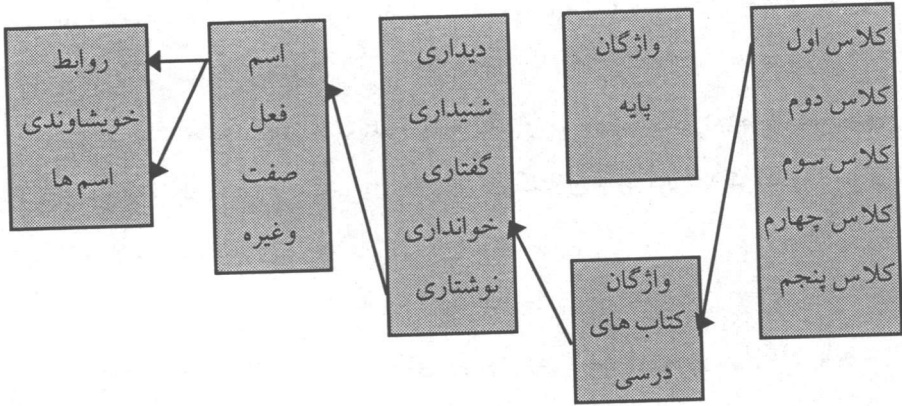 کلاس اول
کلاس دوم
کلاس سوم
کلاس چهارم
کلاس پنجم
واژگان
پایه
واژگان
کتاب های
درسی
دیداری
شنیداری
گفتاری
خوانداری
نوشتاری
اسم
فعل
صفت
وغیره
روابط
خویشاوندی
اسم ها